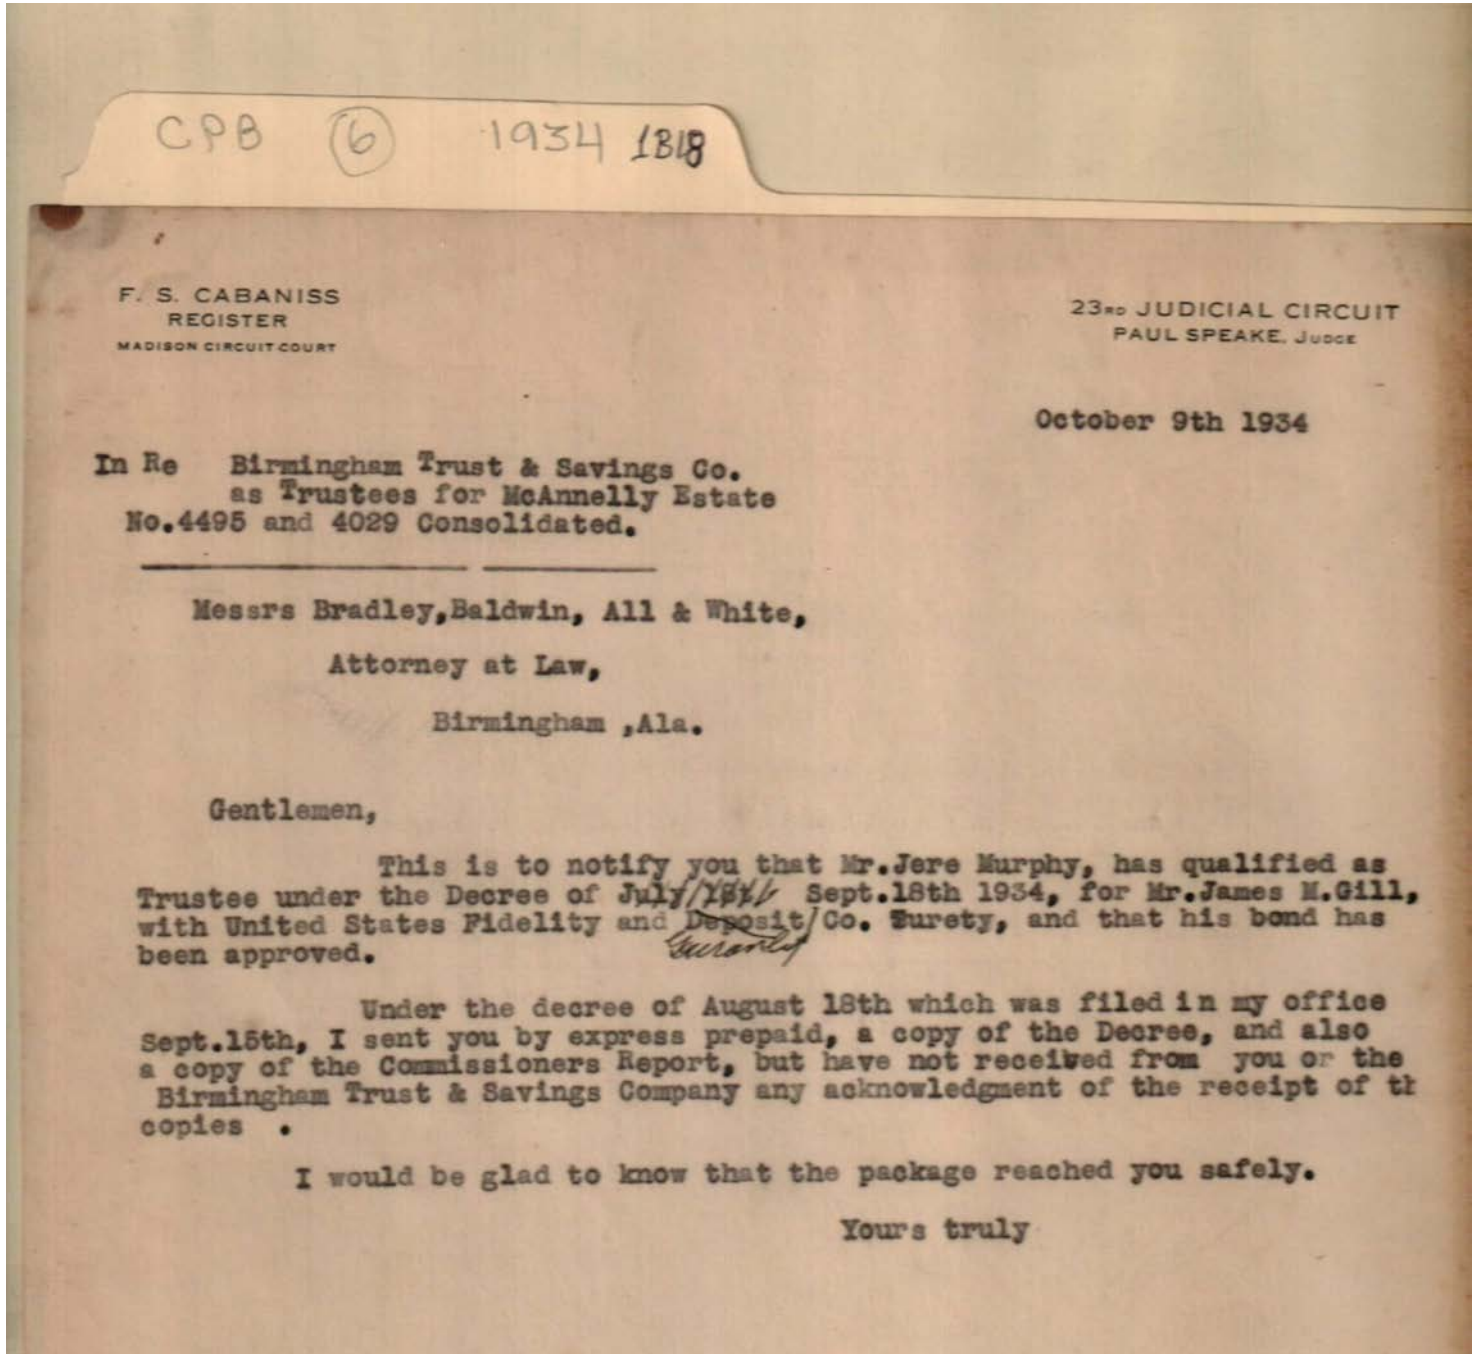 CPB 6 1934 1B18
F. S. CABANISS
REGISTER
MADISON CIRCUIT COURT
23RD JUDICIAL CIRCUIT
PAUL SPEAKE, JUDGE
October 9th 1934
In Re Birmingham Trust & Savings Co.
as Trustees for McAnnelly Estate
No.4495 and 4029 Consolidated.
Messrs Bradley,Baldwin, All & White,
Attorney at Law,
Birmingham ,Ala.
Gentlemen,
This is to notify you that Mr.Jere Murphy, has qualified as
Trustee under the Decree of July Sept.18th 1934, for Mr.James M.Gill,
with United States Fidelity and Deposit/Co. Turety, and that his bond has
Guranty
been approved.
Under the decree of August 18th which was filed in my office
Sept.15th, I sent you by express prepaid, a copy of the Decree, and also
a copy of the Commissioners Report, but have not received from you or the
Birmingham Trust & Savings Company any acknowledgment of the receipt of th
copies .
I would be glad to know that the package reached you safely.
Yours truly